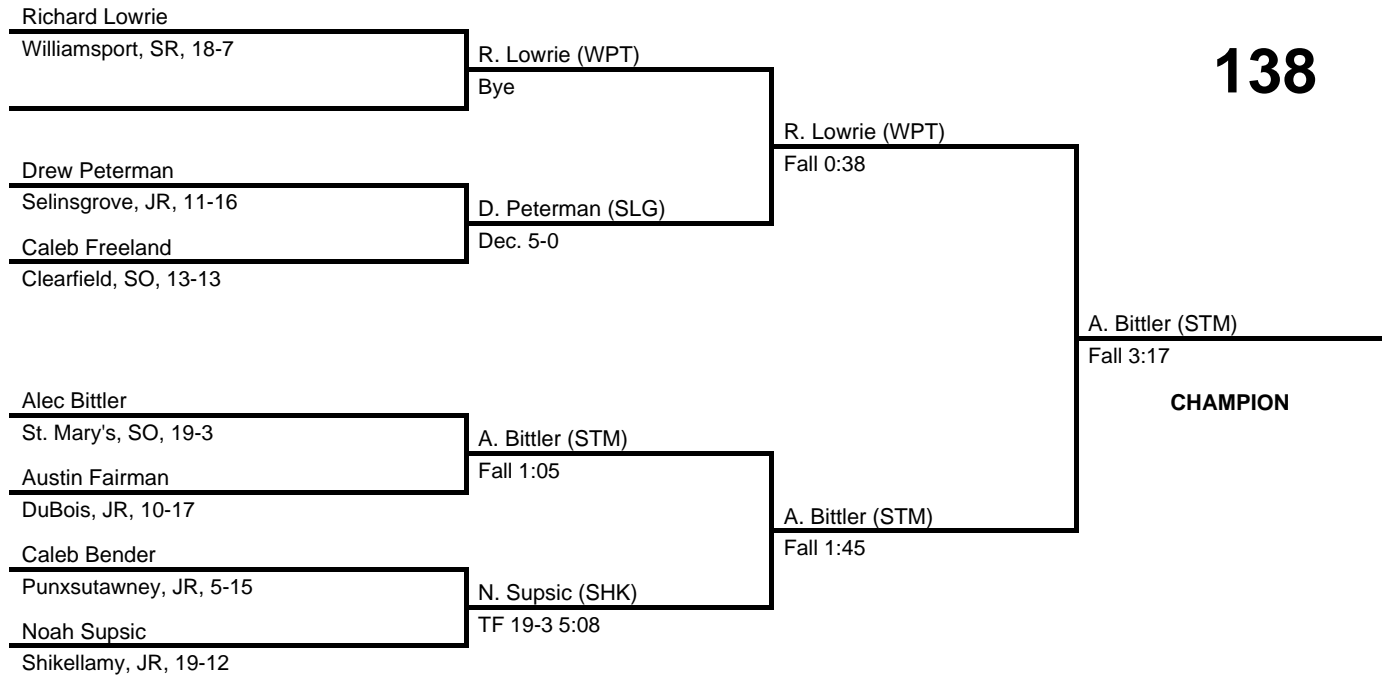 Richard Lowrie
Williamsport, SR, 18-7
R. Lowrie (WPT)
Bye
138
R. Lowrie (WPT)
Fall 0:38
Drew Peterman
Selinsgrove, JR, 11-16
D. Peterman (SLG)
Dec. 5-0
Caleb Freeland
Clearfield, SO, 13-13
A. Bittler (STM)
Fall 3:17
CHAMPION
Alec Bittler
St. Mary's, SO, 19-3
A. Bittler (STM)
Fall 1:05
Austin Fairman
DuBois, JR, 10-17
A. Bittler (STM)
Fall 1:45
Caleb Bender
Punxsutawney, JR, 5-15
N. Supsic (SHK)
TF 19-3 5:08
Noah Supsic
Shikellamy, JR, 19-12